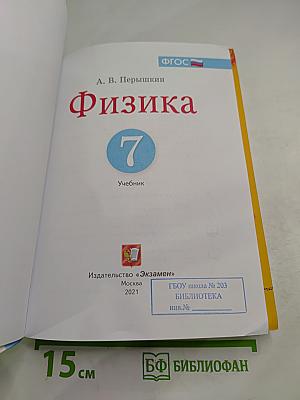 ФГОС
А. В. Перышкин
Физика
7
Учебник
Издательство «Экзамен»
Москва
2021
ГБОУ школа № 203
БИБЛИОТЕКА
инв.№
15 см
БФ БИБЛИОФАН